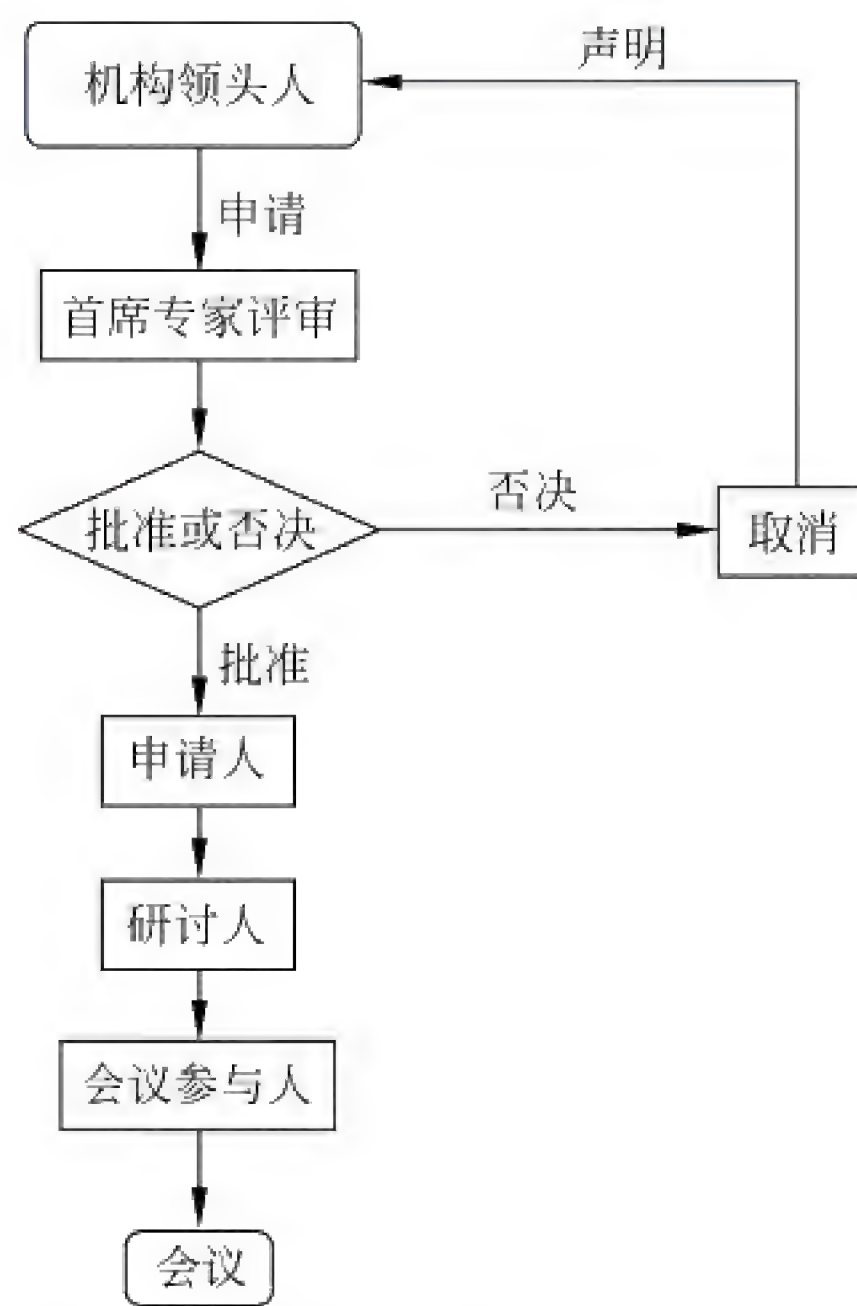 声明
机构领头人
申请
首席专家评审
否决
批准或否决
取消
批准
申请人
研讨人
会议参与人
会议